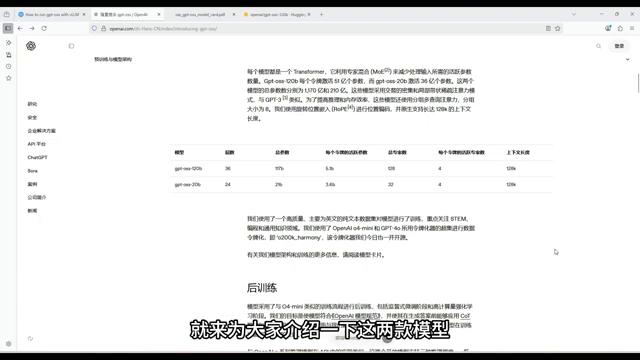 How to run gpt-oss with vLLM
隆重推出 gpt-oss | OpenAI
oai_gpt-oss_model_card.pdf
openai/gpt-oss-120b · Hugging
openai.com/zh-Hans-CN/index/introducing-gpt-oss/
登录
预训练与模型架构
研究
安全
企业解决方案
API 平台
ChatGPT
Sora
案例
公司简介
新闻
每个模型都是一个 Transformer，它利用专家混合 (MoE[2]) 来减少处理输入所需的活跃参数
数量。Gpt-oss-120b 每个令牌激活 51 亿个参数，而 gpt-oss-20b 激活 36 亿个参数。这两个
模型的总参数数分别为 1,170 亿和 210 亿。这些模型采用交替的密集和局部带状稀疏注意力模
式，与 GPT-3[3] 类似。为了提高推理和内存效率，这些模型还使用分组多查询注意力，分组
大小为 8。我们使用旋转位置嵌入 (RoPE[4]) 进行位置编码，并原生支持长达 128k 的上下文
长度。
模型 层数 总参数 每个令牌的活跃参数 总专家数 每个令牌的活跃专家数 上下文长度
gpt-oss-120b 36 117b 5.1b 128 4 128k
gpt-oss-20b 24 21b 3.6b 32 4 128k
我们使用了一个高质量、主要为英文的纯文本数据集对模型进行了训练，重点关注 STEM、
编程和通用知识领域。我们使用了 OpenAI o4-mini 和 GPT-4o 所用令牌化器的超集进行数据
令牌化，即 'o200k_harmony'，该令牌化器我们今日也一并开源。
有关我们模型架构和训练的更多信息，请阅读模型卡片。
后训练
模型采用了与 O4-mini 类似的训练流程进行后训练，包括监督式微调阶段和高计算量强化学
习阶段。我们的目标是使模型符合《OpenAI 模型规范》，并使其在生成答案前能够应用 CoT
就来为大家介绍一下这两款模型